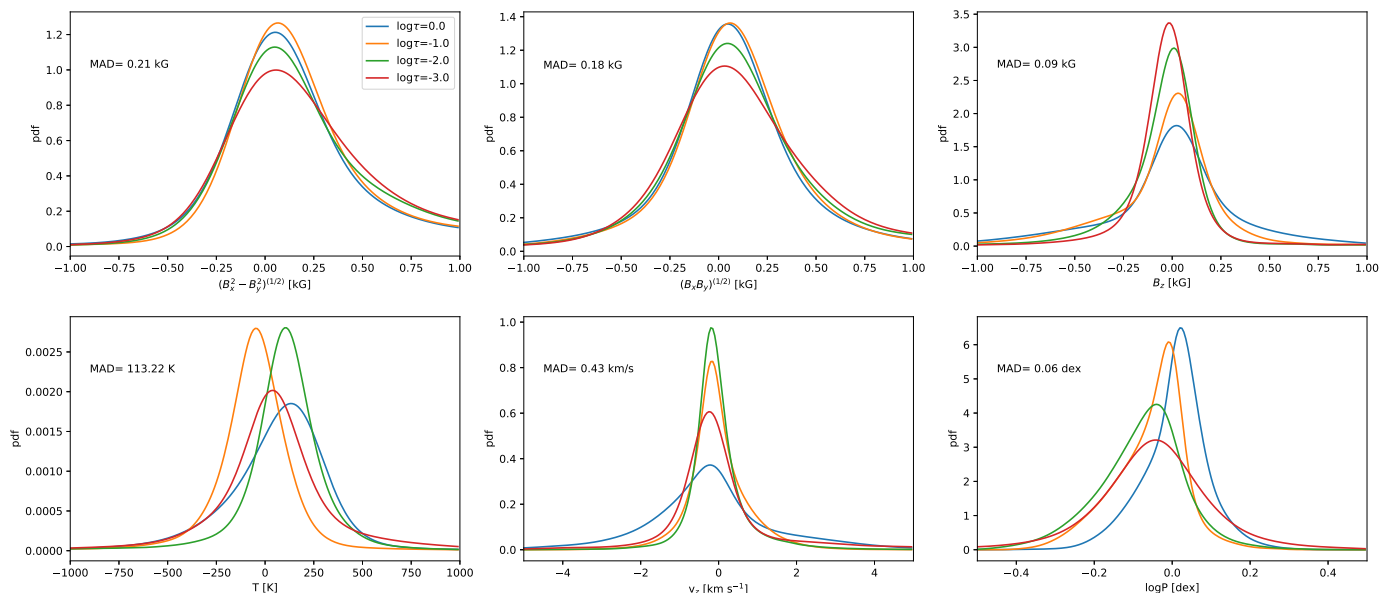 logτ=0.0
logτ=-1.0
logτ=-2.0
logτ=-3.0
MAD= 0.21 kG
pdf
0.0
0.2
0.4
0.6
0.8
1.0
1.2
−1.00 −0.75 −0.50 −0.25 0.00 0.25 0.50 0.75 1.00
(B_x^2 − B_y^2)^(1/2) [kG]
MAD= 0.18 kG
pdf
0.0
0.2
0.4
0.6
0.8
1.0
1.2
1.4
−1.00 −0.75 −0.50 −0.25 0.00 0.25 0.50 0.75 1.00
(B_xB_y)^(1/2) [kG]
MAD= 0.09 kG
pdf
0.0
0.5
1.0
1.5
2.0
2.5
3.0
3.5
−1.00 −0.75 −0.50 −0.25 0.00 0.25 0.50 0.75 1.00
B_z [kG]
MAD= 113.22 K
pdf
0.0000
0.0005
0.0010
0.0015
0.0020
0.0025
−1000 −750 −500 −250 0 250 500 750 1000
T [K]
MAD= 0.43 km/s
pdf
0.0
0.2
0.4
0.6
0.8
1.0
−4 −2 0 2 4
v_z [km s^−1]
MAD= 0.06 dex
pdf
0
1
2
3
4
5
6
−0.4 −0.2 0.0 0.2 0.4
logP [dex]